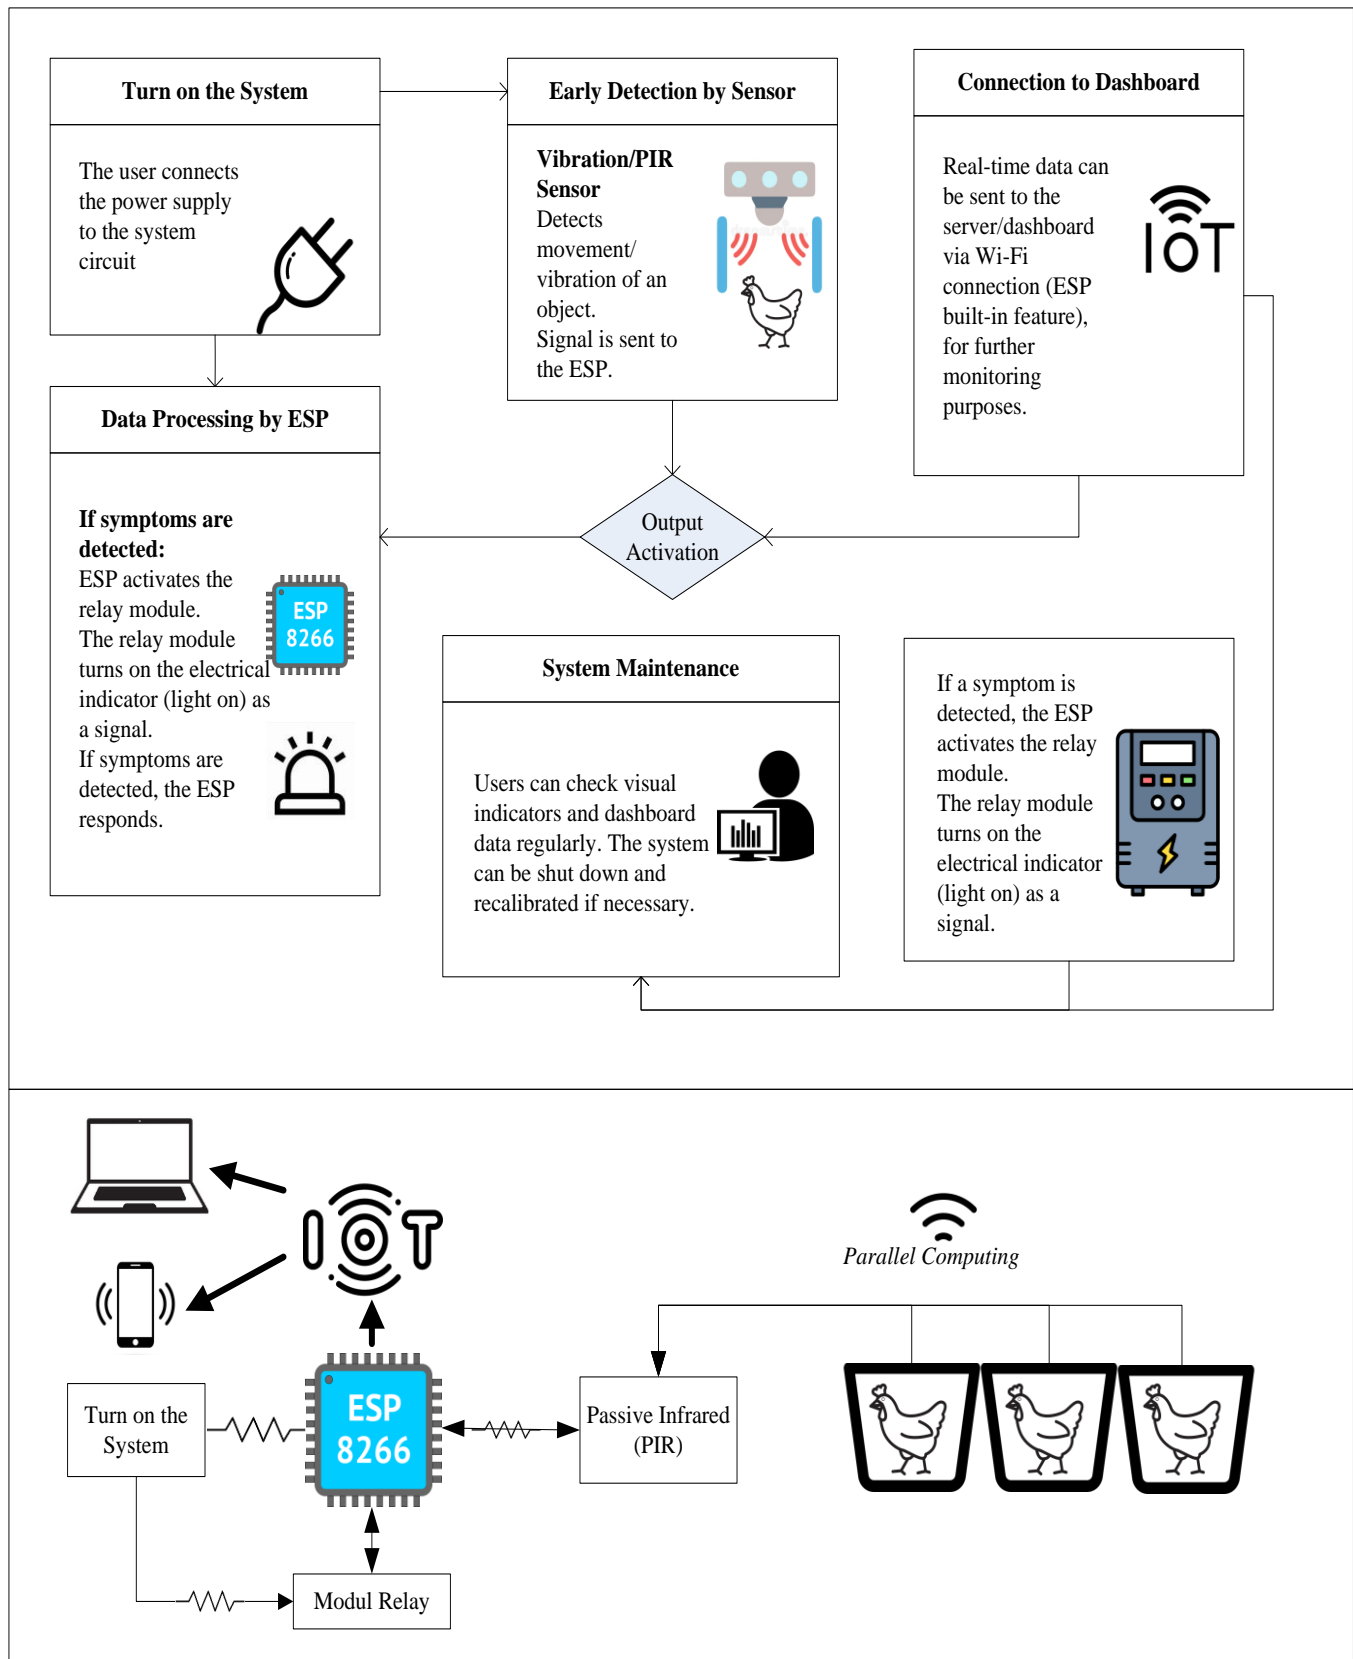 Turn on the System
The user connects
the power supply
to the system
circuit
Early Detection by Sensor
Vibration/PIR
Sensor
Detects
movement/
vibration of an
object.
Signal is sent to
the ESP.
Connection to Dashboard
Real-time data can
be sent to the
server/dashboard
via Wi-Fi
connection (ESP
built-in feature),
for further
monitoring
purposes.
IoT
Data Processing by ESP
If symptoms are
detected:
ESP activates the
relay module.
The relay module
turns on the electrical
indicator (light on) as
a signal.
If symptoms are
detected, the ESP
responds.
ESP
8266
Output
Activation
System Maintenance
Users can check visual
indicators and dashboard
data regularly. The system
can be shut down and
recalibrated if necessary.
If a symptom is
detected, the ESP
activates the relay
module.
The relay module
turns on the
electrical indicator
(light on) as a
signal.
IOT
Parallel Computing
Turn on the
System
ESP
8266
Passive Infrared
(PIR)
Modul Relay